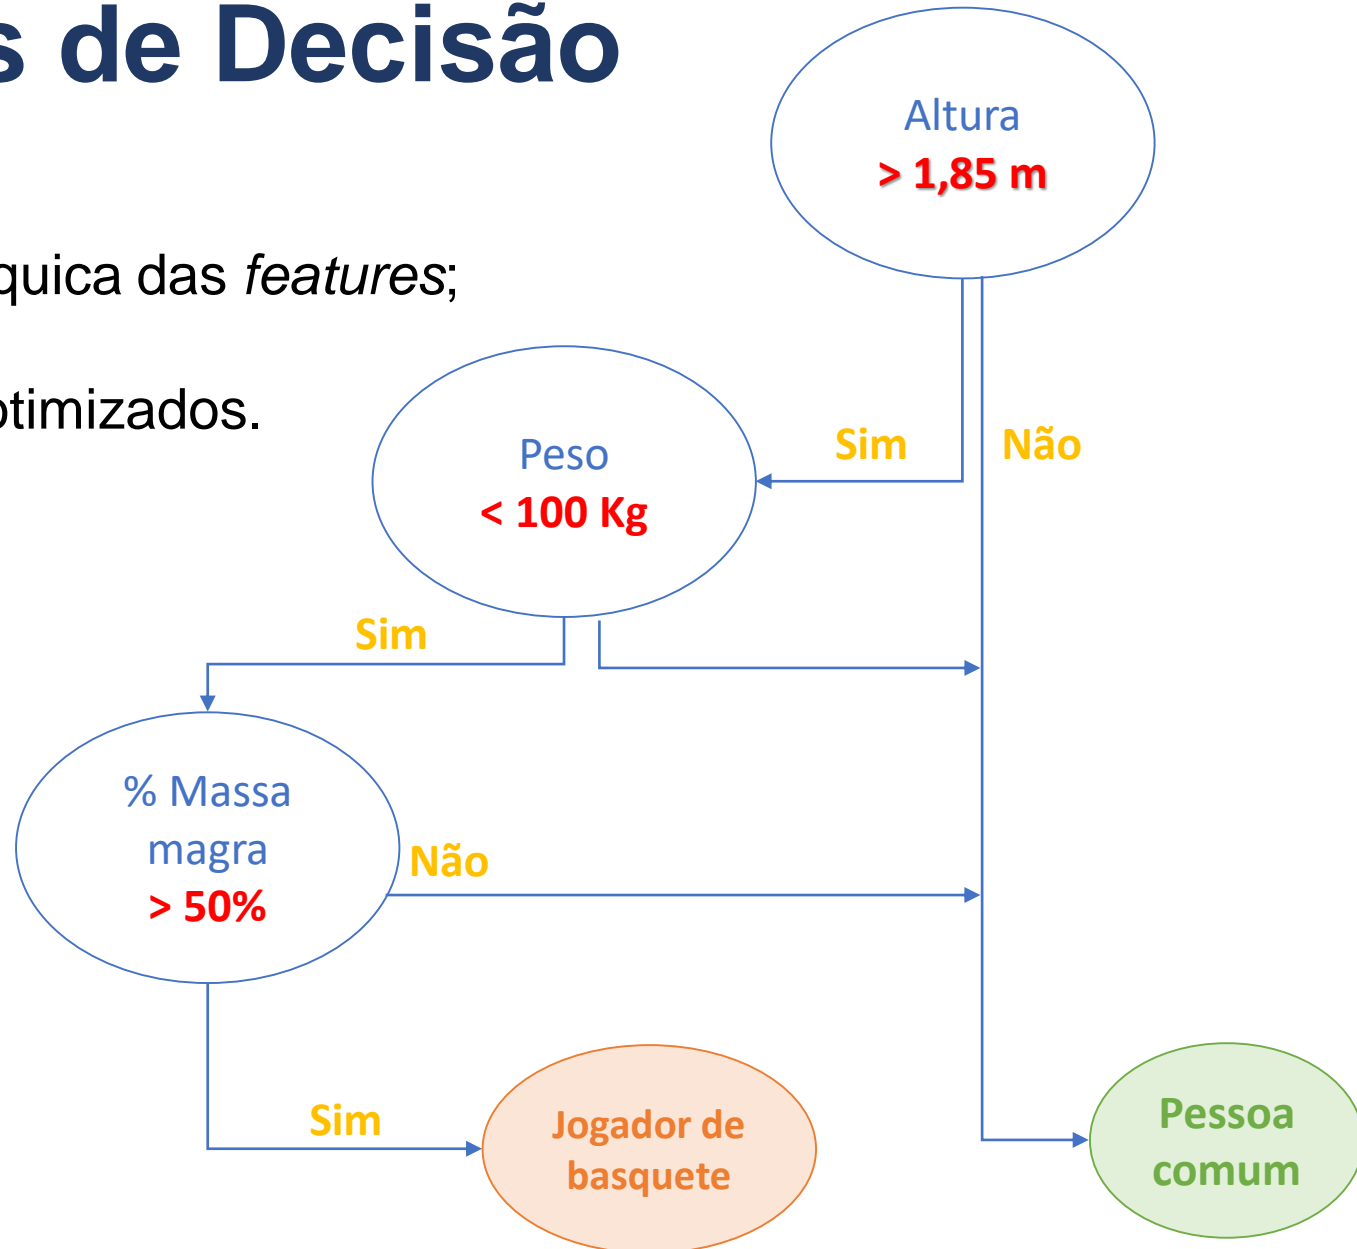 s de Decisão
Altura
> 1,85 m
quica das features;
otimizados.
Peso
< 100 Kg
Sim
Não
Sim
% Massa
magra
> 50%
Não
Sim
Jogador de
basquete
Pessoa
comum